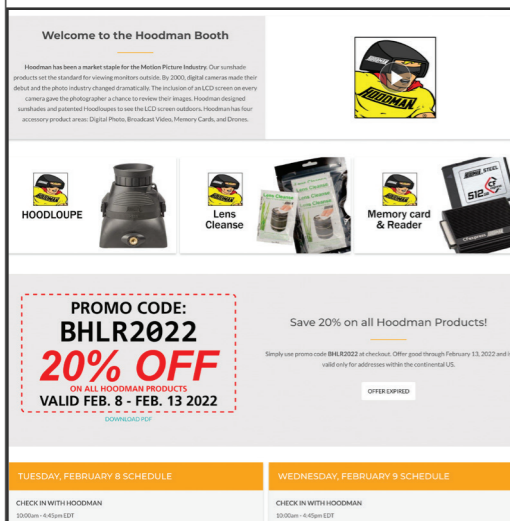 Welcome to the Hoodman Booth
Hoodman has been a market staple for the Motion Picture Industry. Our sunshade
products set the standard for viewing monitors outside. By 2000, digital cameras made their
debut and the photo industry changed dramatically. The inclusion of an LCD screen on every
camera gave the photographer a chance to review their images. Hoodman designed
sunshades and patented Hoodloupes to see the LCD screen outdoors. Hoodman has four
accessory product areas: Digital Photo, Broadcast Video, Memory Cards, and Drones.
HOODMAN
HOODLOUPE
Lens
Cleanse
Lens Cleanse
Memory card
& Reader
STEEL
512
PROMO CODE:
BHLR2022
20% OFF
ON ALL HOODMAN PRODUCTS
VALID FEB. 8 - FEB. 13 2022
DOWNLOAD PDF
Save 20% on all Hoodman Products!
Simply use promo code BHLR2022 at checkout. Offer good through February 13, 2022 and i
valid only for addresses within the continental US.
OFFER EXPIRED
TUESDAY, FEBRUARY 8 SCHEDULE
CHECK IN WITH HOODMAN
10:00am - 4:45pm EDT
WEDNESDAY, FEBRUARY 9 SCHEDULE
CHECK IN WITH HOODMAN
10:00am - 4:45pm EDT